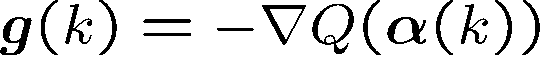 𝒈(k) = −∇Q(𝜶(k))